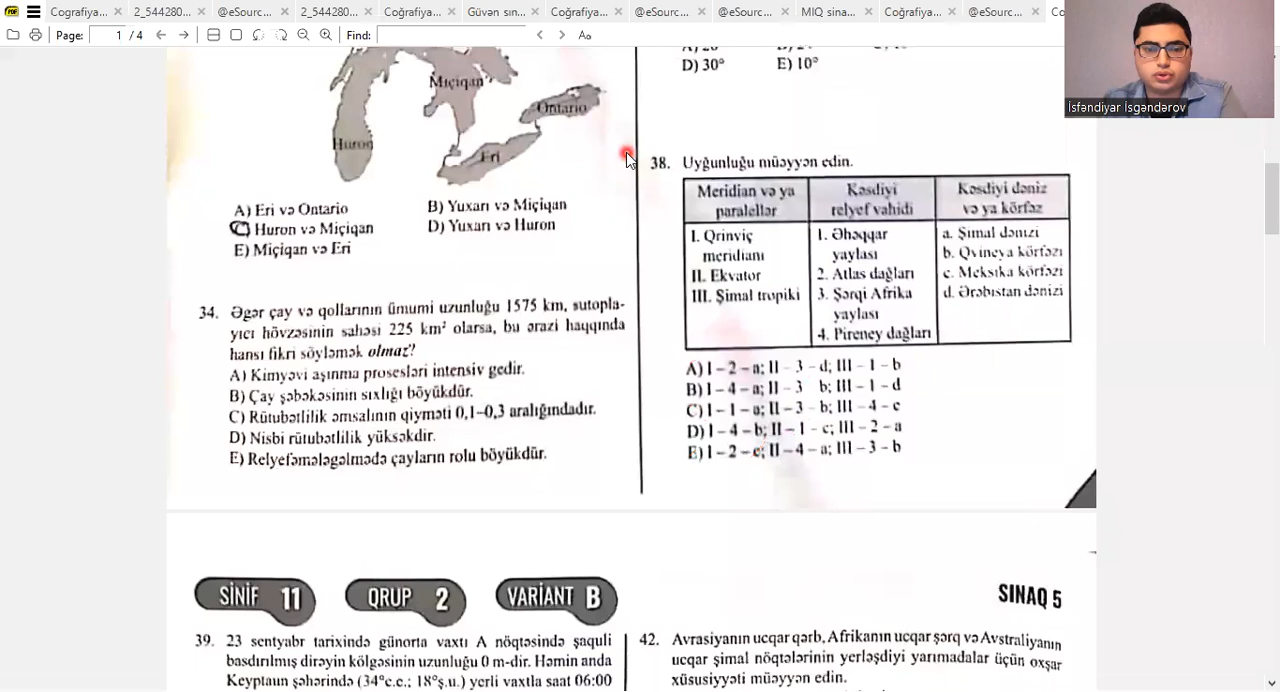 Cografiya...
2_544280...
@eSourc...
2_544280...
Coğrafiya...
Güvən sın...
Coğrafiya...
@eSourc...
@eSourc...
MIQ sina...
Coğrafiya...
@eSourc...
Co
Page: 1 / 4
Find:
İsfəndiyar İsgəndərov
Miçiqan
Ontario
Huron
Eri
A) Eri və Ontario
B) Yuxarı və Miçiqan
C) Huron və Miçiqan
D) Yuxarı və Huron
E) Miçiqan və Eri
34. Əgər çay və qollarının ümumi uzunluğu 1575 km, sutopla-
yıcı hövzəsinin sahəsi 225 km² olarsa, bu ərazi haqqında
hansı fikri söyləmək olmaz?
A) Kimyəvi aşınma prosesləri intensiv gedir.
B) Çay şəbəkəsinin sıxlığı böyükdür.
C) Rütubətlilik əmsalının qiyməti 0,1–0,3 aralığındadır.
D) Nisbi rütubətlilik yüksəkdir.
E) Relyefəmələgəlmədə çayların rolu böyükdür.
D) 30°
E) 10°
38. Uyğunluğu müəyyən edin.
Meridian və ya
paralellər
Kəsdiyi
relyef vahidi
Kəsdiyi dəniz
və ya körfəz
I. Qrinviç
meridianı
II. Ekvator
III. Şimal tropiki
1. Əhəqqar
yaylası
2. Atlas dağları
3. Şərqi Afrika
yaylası
4. Pireney dağları
a. Şimal dənizi
b. Qvineya körfəzi
c. Meksika körfəzi
d. Ərəbistan dənizi
A) I – 2 – a; II – 3 – d; III – 1 – b
B) I – 4 – a; II – 3 b; III – 1 – d
C) I – 1 – a; II – 3 – b; III – 4 – c
D) I – 4 – b; II – 1 – c; III – 2 – a
E) I – 2 – c; II – 4 – a; III – 3 – b
SİNİF 11
QRUP 2
VARİANT B
SINAQ 5
39. 23 sentyabr tarixində günorta vaxtı A nöqtəsində şaquli
basdırılmış dirəyin kölgəsinin uzunluğu 0 m-dir. Həmin anda
Keyptaun şəhərində (34°c.e.; 18°ş.u.) yerli vaxtla saat 06:00
42. Avrasiyanın ucqar qərb, Afrikanın ucqar şərq və Avstraliyanın
ucqar şimal nöqtələrinin yerləşdiyi yarımadalar üçün oxşar
xüsusiyyəti müəyyən edin.